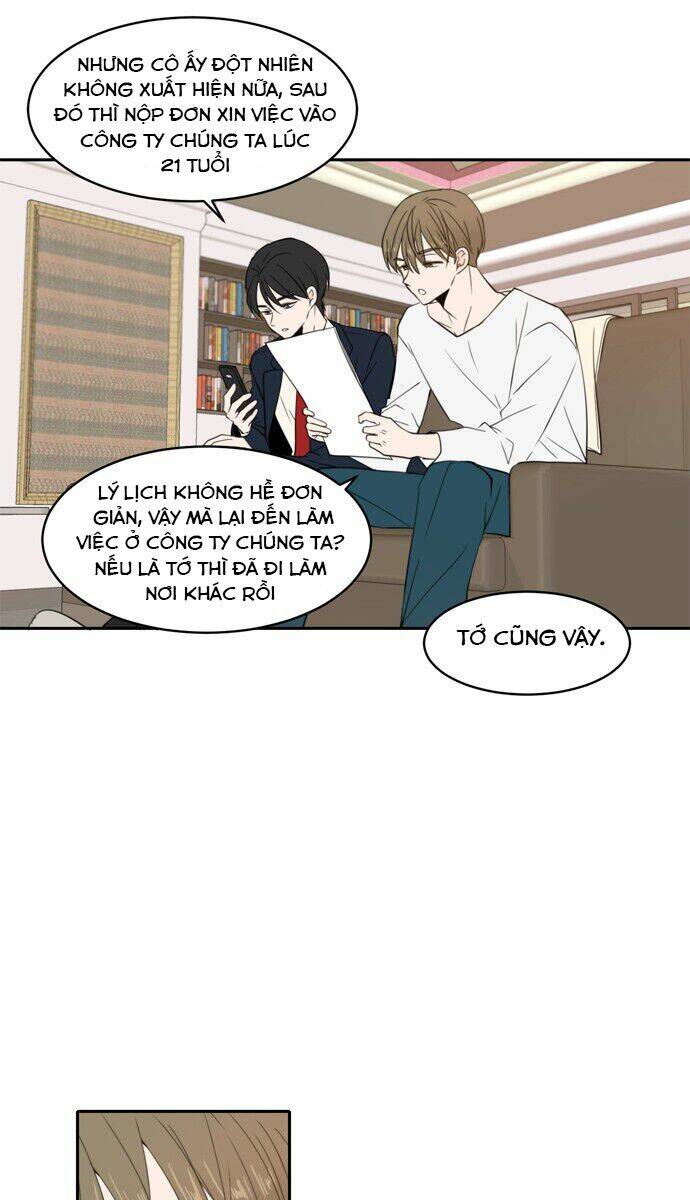 NHƯNG CÔ ẤY ĐỘT NHIÊN
KHÔNG XUẤT HIỆN NỮA, SAU
ĐÓ THÌ NỘP ĐƠN XIN VIỆC VÀO
CÔNG TY CHÚNG TA LÚC
21 TUỔI
LÝ LỊCH KHÔNG HỀ ĐƠN
GIẢN, VẬY MÀ LẠI ĐẾN LÀM
VIỆC Ở CÔNG TY CHÚNG TA?
NẾU LÀ TỚ THÌ ĐÃ ĐI LÀM
NƠI KHÁC RỒI
TỚ CŨNG VẬY.